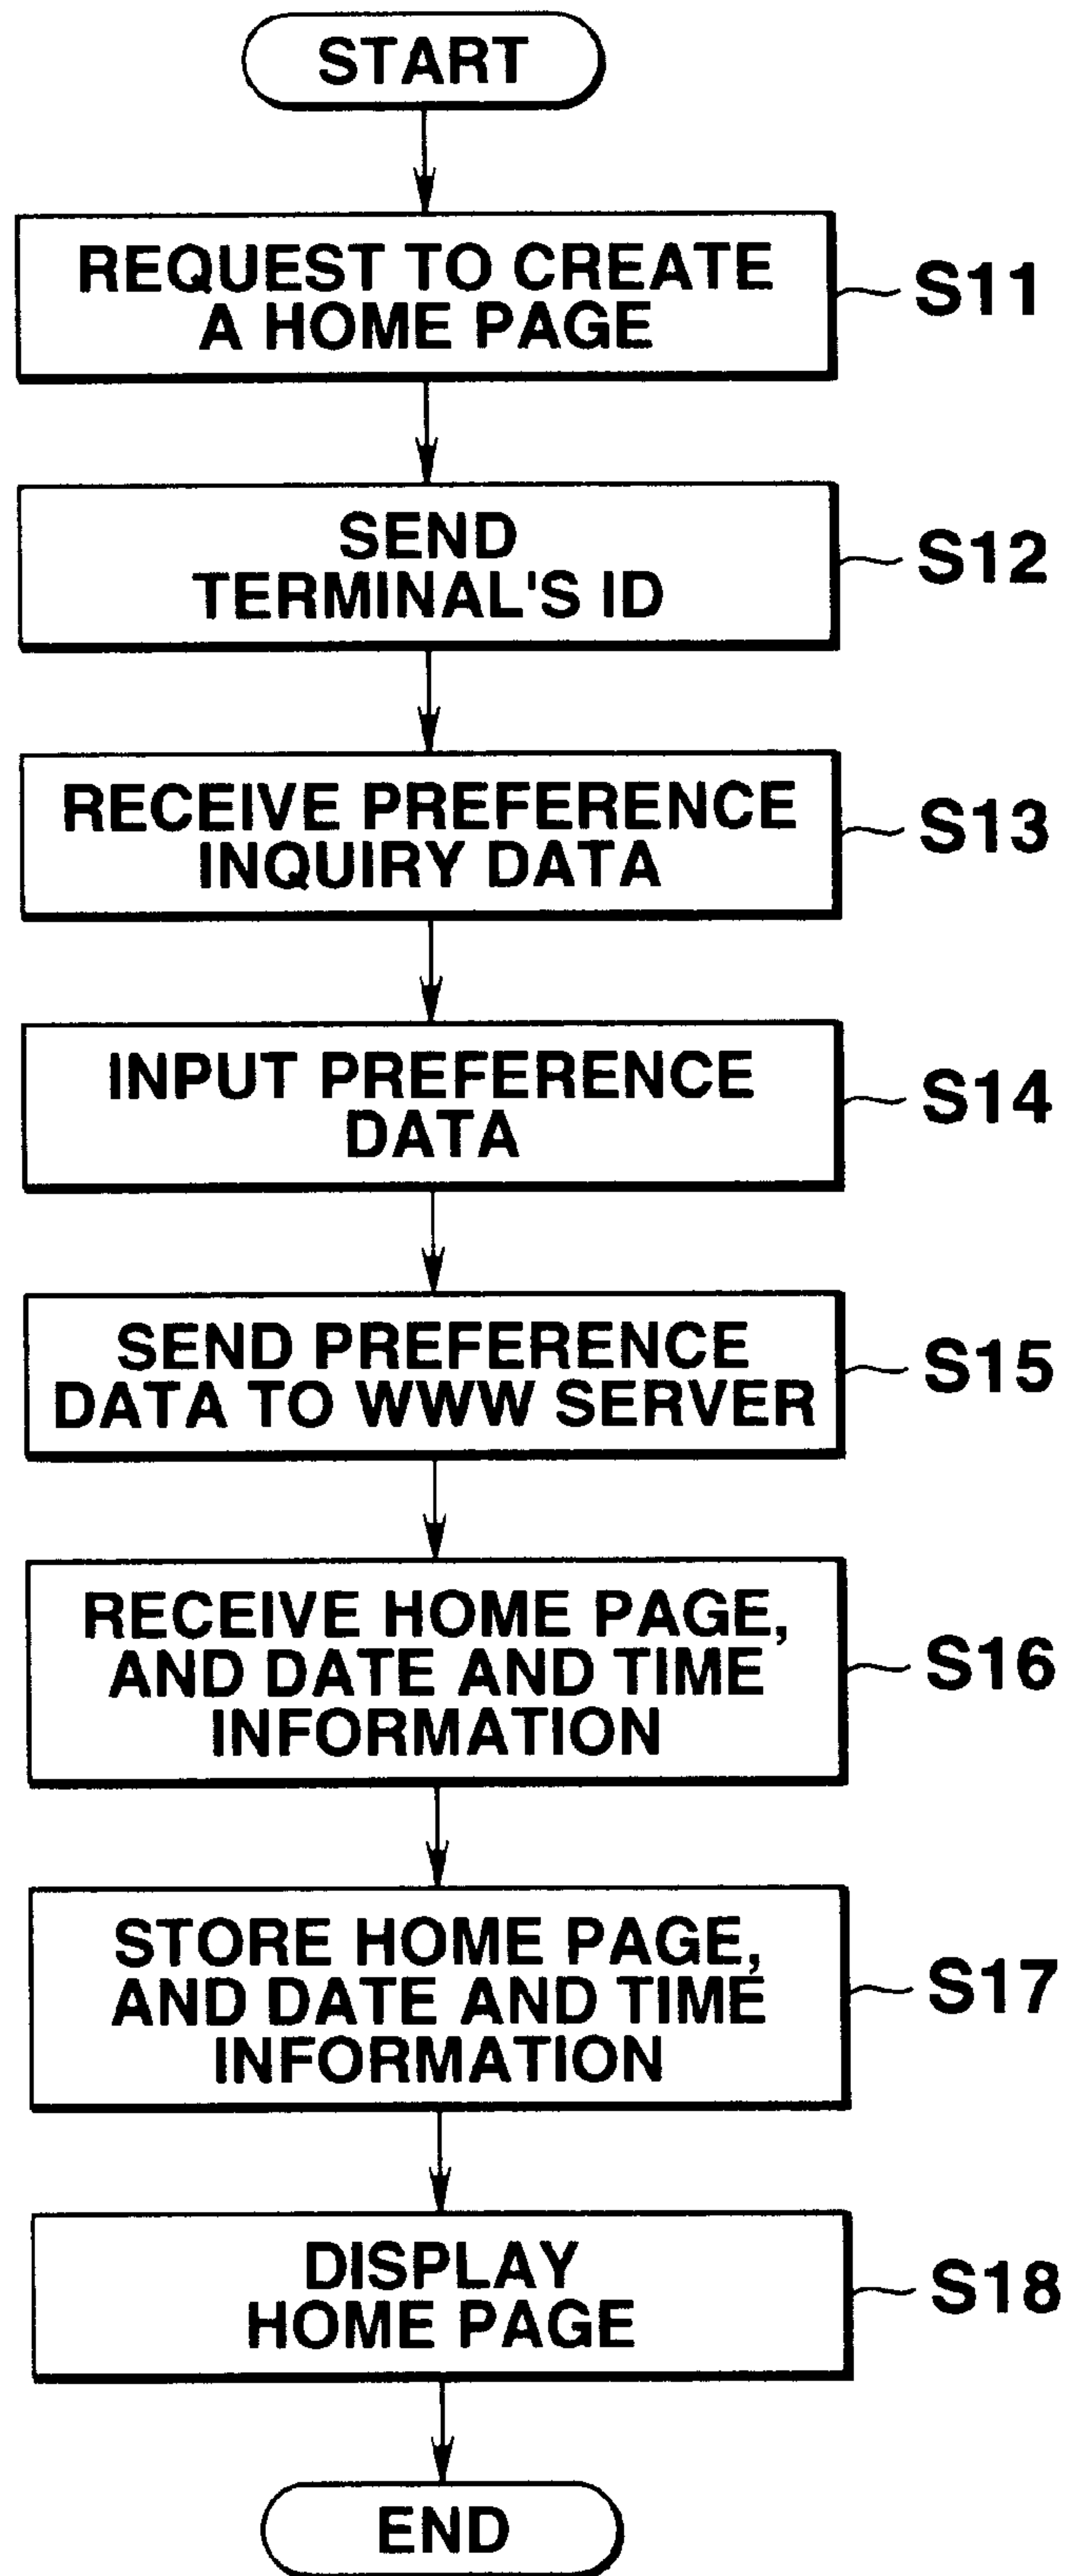 START
REQUEST TO CREATE
A HOME PAGE
S11
SEND
TERMINAL'S ID
S12
RECEIVE PREFERENCE
INQUIRY DATA
S13
INPUT PREFERENCE
DATA
S14
SEND PREFERENCE
DATA TO WWW SERVER
S15
RECEIVE HOME PAGE,
AND DATE AND TIME
INFORMATION
S16
STORE HOME PAGE,
AND DATE AND TIME
INFORMATION
S17
DISPLAY
HOME PAGE
S18
END